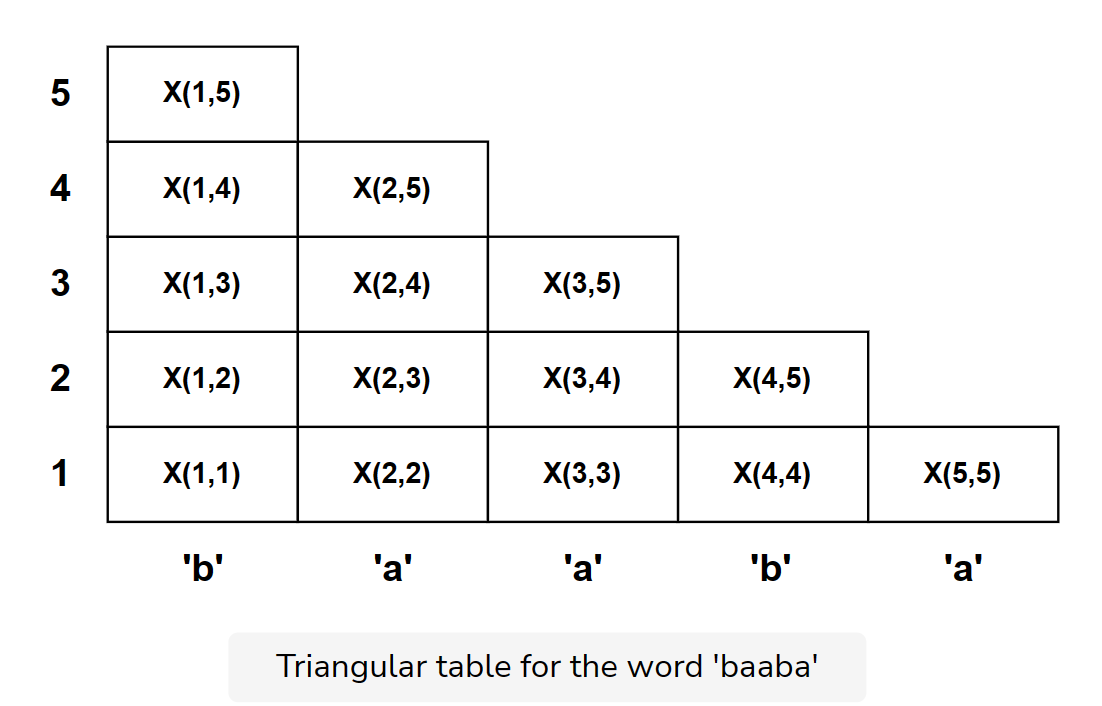 5 X(1,5)
4 X(1,4) X(2,5)
3 X(1,3) X(2,4) X(3,5)
2 X(1,2) X(2,3) X(3,4) X(4,5)
1 X(1,1) X(2,2) X(3,3) X(4,4) X(5,5)
'b' 'a' 'a' 'b' 'a'
Triangular table for the word 'baaba'